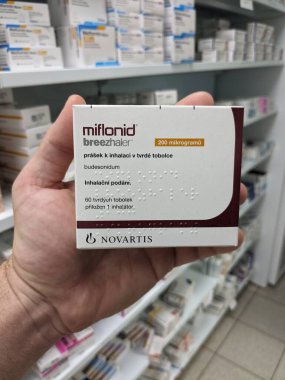 miflonid®
breezhaler®
200 mikrogramů
prášek k inhalaci v tvrdé tobolce
budesonidum
Inhalační podání.
60 tvrdých tobolek
přiložen 1 inhalátor.
NOVARTIS